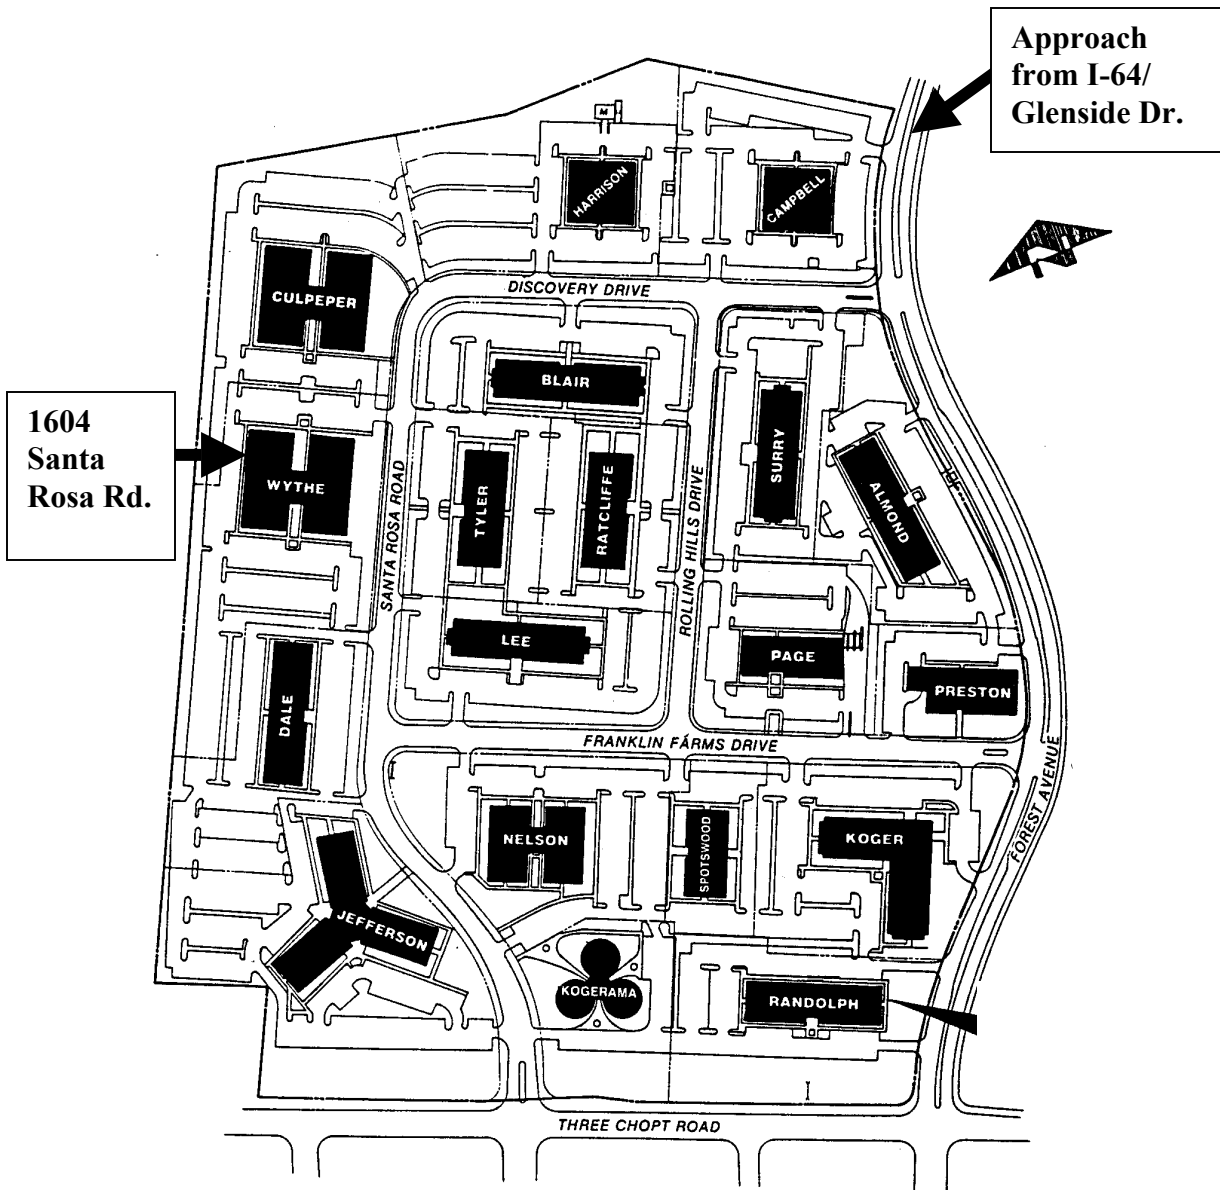 Approach
from I-64/
Glenside Dr.
M
HARRISON
CAMPBELL
CULPEPER
DISCOVERY DRIVE
BLAIR
1604
Santa
Rosa Rd.
WYTHE
SANTA ROSA ROAD
TYLER
RATCLIFFE
ROLLING HILLS DRIVE
SURRY
ALMOND
LEE
PAGE
PRESTON
DALE
FRANKLIN FARMS DRIVE
FOREST AVENUE
NELSON
SPOTSWOOD
KOGER
JEFFERSON
KOGERAMA
RANDOLPH
THREE CHOPT ROAD